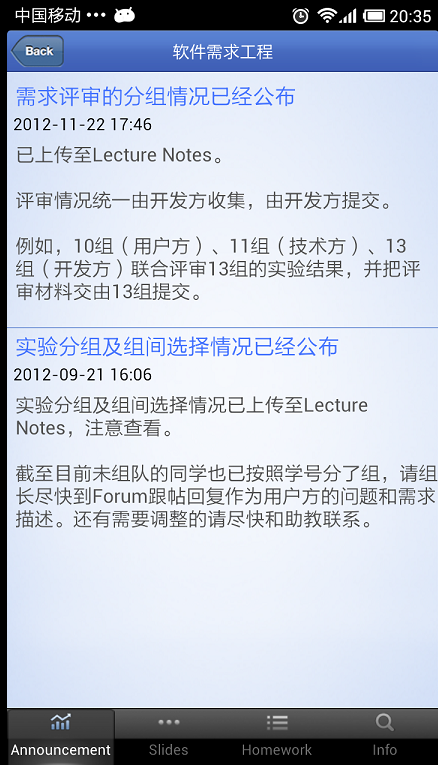 中国移动 ••• 20:35
Back 软件需求工程
需求评审的分组情况已经公布
2012-11-22 17:46
已上传至Lecture Notes。
评审情况统一由开发方收集，由开发方提交。
例如，10组（用户方）、11组（技术方）、13
组（开发方）联合评审13组的实验结果，并把评
审材料交由13组提交。
实验分组及组间选择情况已经公布
2012-09-21 16:06
实验分组及组间选择情况已上传至Lecture
Notes，注意查看。
截至目前未组队的同学也已按照学号分了组，请组
长尽快到Forum跟帖回复作为用户方的问题和需求
描述。还有需要调整的请尽快和助教联系。
Announcement Slides Homework Info